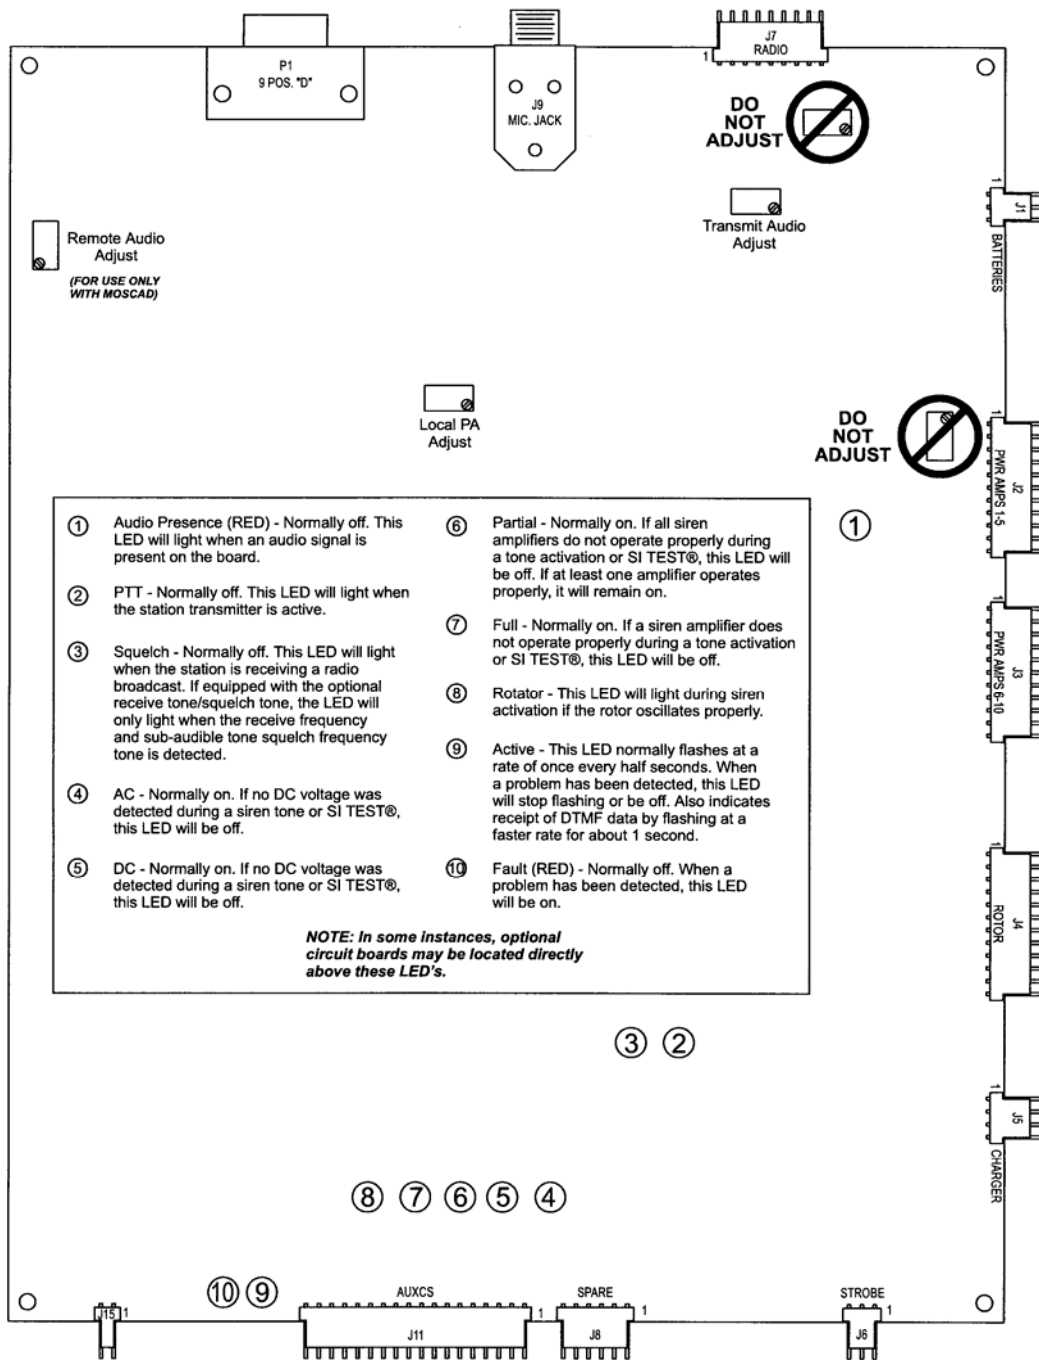 P1
9 POS. "D"
J9
MIC. JACK
J7
RADIO
1
DO
NOT
ADJUST
Transmit Audio
Adjust
Remote Audio
Adjust
(FOR USE ONLY
WITH MOSCAD)
1
J1
BATTERIES
Local PA
Adjust
DO
NOT
ADJUST
1
J2
PWR AMPS 1-5
1
1 Audio Presence (RED) - Normally off. This
LED will light when an audio signal is
present on the board.
2 PTT - Normally off. This LED will light when
the station transmitter is active.
3 Squelch - Normally off. This LED will light
when the station is receiving a radio
broadcast. If equipped with the optional
receive tone/squelch tone, the LED will
only light when the receive frequency
and sub-audible tone squelch frequency
tone is detected.
4 AC - Normally on. If no DC voltage was
detected during a siren tone or SI TEST®,
this LED will be off.
5 DC - Normally on. If no DC voltage was
detected during a siren tone or SI TEST®,
this LED will be off.
6 Partial - Normally on. If all siren
amplifiers do not operate properly during
a tone activation or SI TEST®, this LED will
be off. If at least one amplifier operates
properly, it will remain on.
7 Full - Normally on. If a siren amplifier does
not operate properly during a tone activation
or SI TEST®, this LED will be off.
8 Rotator - This LED will light during siren
activation if the rotor oscillates properly.
9 Active - This LED normally flashes at a
rate of once every half seconds. When
a problem has been detected, this LED
will stop flashing or be off. Also indicates
receipt of DTMF data by flashing at a
faster rate for about 1 second.
10 Fault (RED) - Normally off. When a
problem has been detected, this LED
will be on.
NOTE: In some instances, optional
circuit boards may be located directly
above these LED's.
1
J3
PWR AMPS 6-10
1
J4
ROTOR
3 2
1
J5
CHARGER
8 7 6 5 4
10 9
J15
1
AUXCS
1
J11
SPARE
1
J8
STROBE
1
J6